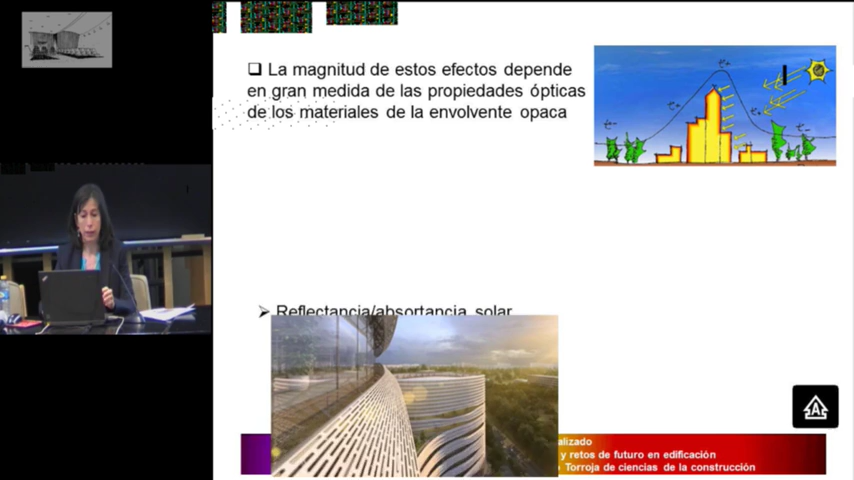 ❑ La magnitud de estos efectos depende
en gran medida de las propiedades ópticas
de los materiales de la envolvente opaca
➢ Reflectancia/absortancia solar
alizado
y retos de futuro en edificación
Torroja de ciencias de la construcción